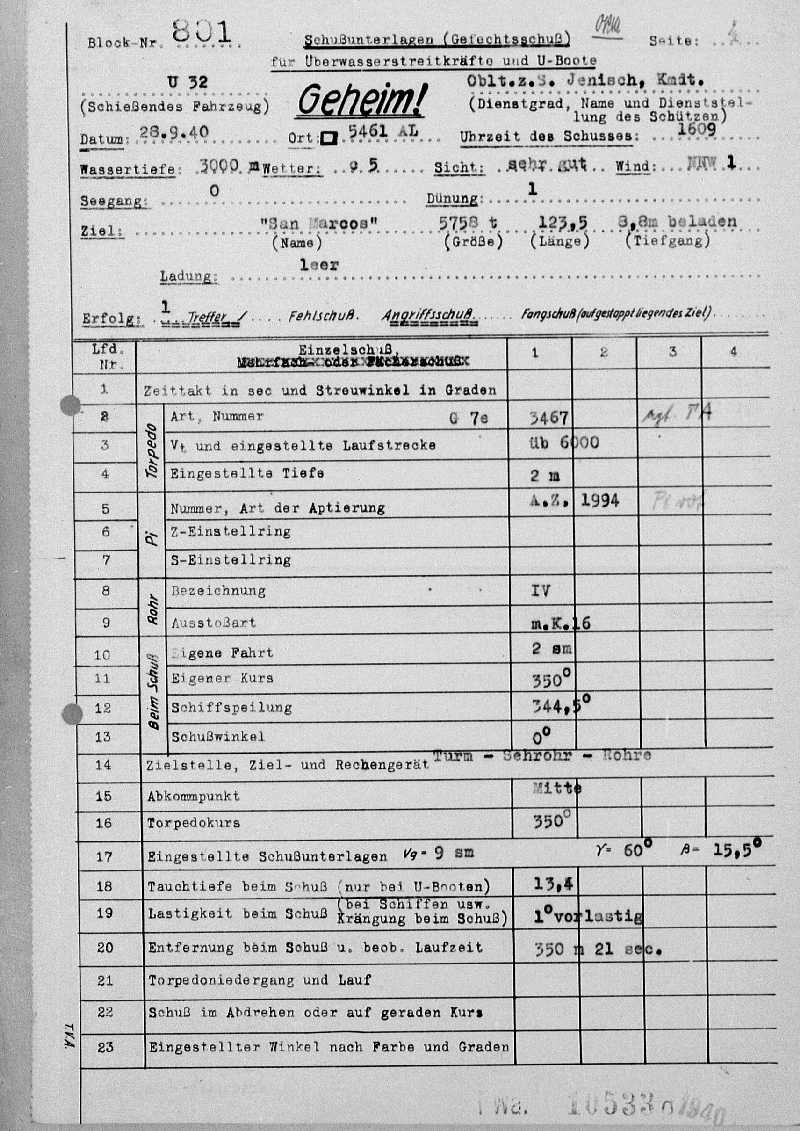 Block-Nr. 801. Schußunterlagen (Gefechtsschuß) Seite:
für Überwasserstreitkräfte und U-Boote
U 32 Oblt.z.S. Jenisch, Kmdt.
(Schießendes Fahrzeug) Geheim! (Dienstgrad, Name und Dienststel-
lung des Schützen)
Datum: 28.9.40 Ort: 5461 AL Uhrzeit des Schusses: 1609
Wassertiefe: 3000 m Wetter: o 5 Sicht: sehr gut Wind: NNW 1
Seegang: 0 Dünung: 1
Ziel: "San Marcos" 5758 t 123,5 8,8m beladen
(Name) (Größe) (Länge) (Tiefgang)
Ladung: leer
Erfolg: 1 Treffer / Fehlschuß. Angriffsschuß. Fangschuß (auf gestoppt liegendes Ziel)
Lfd. Nr. Einzelschuß, 1 2 3 4
Mehrfach- oder Fächerschuß
1 Zeittakt in sec und Streuwinkel in Graden
Torpedo
2 Art, Nummer G 7e 3467
3 Vt und eingestellte Laufstrecke üb 6000
4 Eingestellte Tiefe 2 m
Pi
5 Nummer, Art der Aptierung A.Z. 1994
6 Z-Einstellring
7 S-Einstellring
Rohr
8 Bezeichnung IV
9 Ausstoßart m.K.16
Beim Schuß
10 Eigene Fahrt 2 sm
11 Eigener Kurs 350°
12 Schiffspeilung 344,5°
13 Schußwinkel 0°
14 Zielstelle, Ziel- und Rechengerät Turm - Sehrohr - Rohre
15 Abkommpunkt Mitte
16 Torpedokurs 350°
17 Eingestellte Schußunterlagen Vg= 9 sm γ= 60° β= 15,5°
18 Tauchtiefe beim Schuß (nur bei U-Booten) 13,4
19 Lastigkeit beim Schuß (bei Schiffen usw. Krängung beim Schuß) 1° vorlastig
20 Entfernung beim Schuß u. beob. Laufzeit 350 m 21 sec.
21 Torpedoniedergang und Lauf
22 Schuß im Abdrehen oder auf geraden Kurs
23 Eingestellter Winkel nach Farbe und Graden
T.V.A.
TWa. 10533 1940